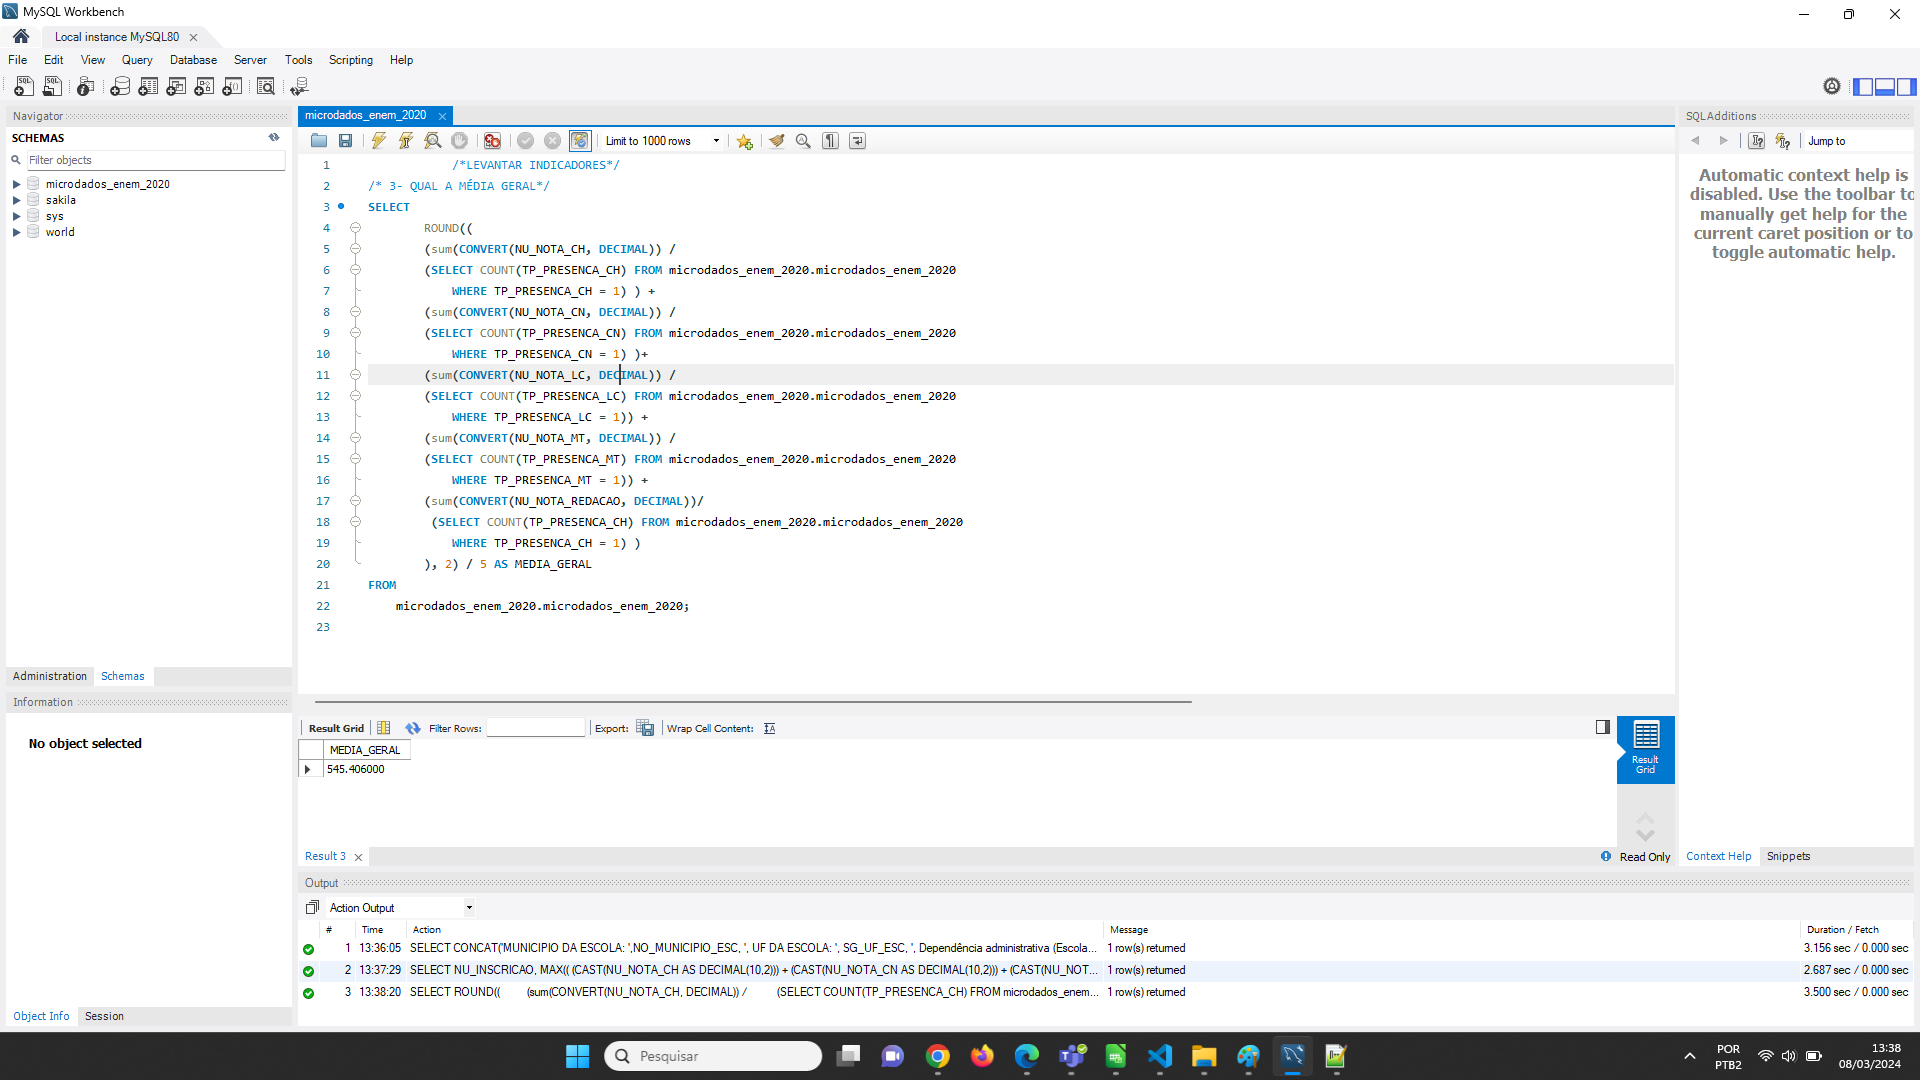 MySQL Workbench
Local instance MySQL80
File Edit View Query Database Server Tools Scripting Help
Navigator
SCHEMAS
Filter objects
microdados_enem_2020
sakila
sys
world
Administration Schemas
Information
No object selected
Object Info Session
microdados_enem_2020
Limit to 1000 rows
1 /*LEVANTAR INDICADORES*/
2 /* 3- QUAL A MÉDIA GERAL*/
3 SELECT
4 ROUND((
5 (sum(CONVERT(NU_NOTA_CH, DECIMAL)) /
6 (SELECT COUNT(TP_PRESENCA_CH) FROM microdados_enem_2020.microdados_enem_2020
7 WHERE TP_PRESENCA_CH = 1) ) +
8 (sum(CONVERT(NU_NOTA_CN, DECIMAL)) /
9 (SELECT COUNT(TP_PRESENCA_CN) FROM microdados_enem_2020.microdados_enem_2020
10 WHERE TP_PRESENCA_CN = 1) )+
11 (sum(CONVERT(NU_NOTA_LC, DECIMAL)) /
12 (SELECT COUNT(TP_PRESENCA_LC) FROM microdados_enem_2020.microdados_enem_2020
13 WHERE TP_PRESENCA_LC = 1)) +
14 (sum(CONVERT(NU_NOTA_MT, DECIMAL)) /
15 (SELECT COUNT(TP_PRESENCA_MT) FROM microdados_enem_2020.microdados_enem_2020
16 WHERE TP_PRESENCA_MT = 1)) +
17 (sum(CONVERT(NU_NOTA_REDACAO, DECIMAL))/
18 (SELECT COUNT(TP_PRESENCA_CH) FROM microdados_enem_2020.microdados_enem_2020
19 WHERE TP_PRESENCA_CH = 1) )
20 ), 2) / 5 AS MEDIA_GERAL
21 FROM
22 microdados_enem_2020.microdados_enem_2020;
23
Result Grid Filter Rows: Export: Wrap Cell Content:
MEDIA_GERAL
545.406000
Result Grid
Result 3
Read Only
SQLAdditions
Jump to
Automatic context help is
disabled. Use the toolbar to
manually get help for the
current caret position or to
toggle automatic help.
Context Help Snippets
Output
Action Output
# Time Action Message Duration / Fetch
1 13:36:05 SELECT CONCAT('MUNICIPIO DA ESCOLA: ',NO_MUNICIPIO_ESC, ', UF DA ESCOLA: ', SG_UF_ESC, ', Dependência administrativa (Escola... 1 row(s) returned 3.156 sec / 0.000 sec
2 13:37:29 SELECT NU_INSCRICAO, MAX(( (CAST(NU_NOTA_CH AS DECIMAL(10,2))) + (CAST(NU_NOTA_CN AS DECIMAL(10,2))) + (CAST(NU_NOT... 1 row(s) returned 2.687 sec / 0.000 sec
3 13:38:20 SELECT ROUND(( (sum(CONVERT(NU_NOTA_CH, DECIMAL)) / (SELECT COUNT(TP_PRESENCA_CH) FROM microdados_enem... 1 row(s) returned 3.500 sec / 0.000 sec
Pesquisar
POR
PTB2
13:38
08/03/2024